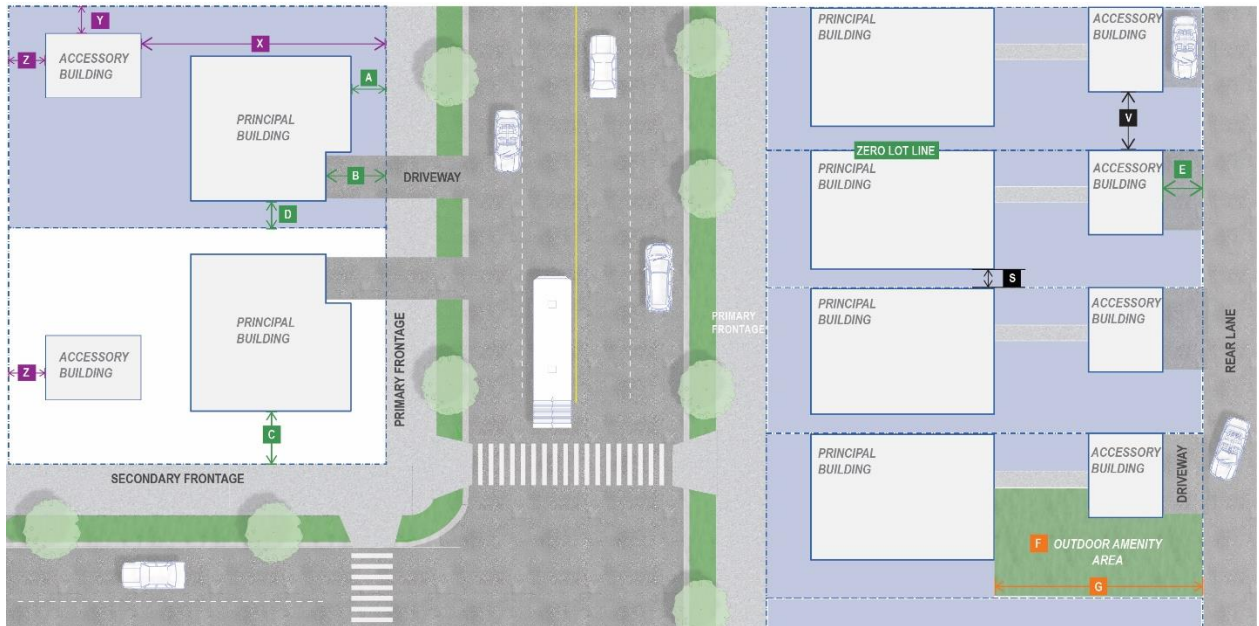 Y
X
Z
ACCESSORY
BUILDING
A
PRINCIPAL
BUILDING
B
DRIVEWAY
D
PRINCIPAL
BUILDING
ACCESSORY
BUILDING
Z
C
PRIMARY FRONTAGE
SECONDARY FRONTAGE
PRIMARY
FRONTAGE
PRINCIPAL
BUILDING
ACCESSORY
BUILDING
V
ZERO LOT LINE
PRINCIPAL
BUILDING
ACCESSORY
BUILDING
E
S
PRINCIPAL
BUILDING
ACCESSORY
BUILDING
REAR LANE
PRINCIPAL
BUILDING
ACCESSORY
BUILDING
DRIVEWAY
F OUTDOOR AMENITY
AREA
G